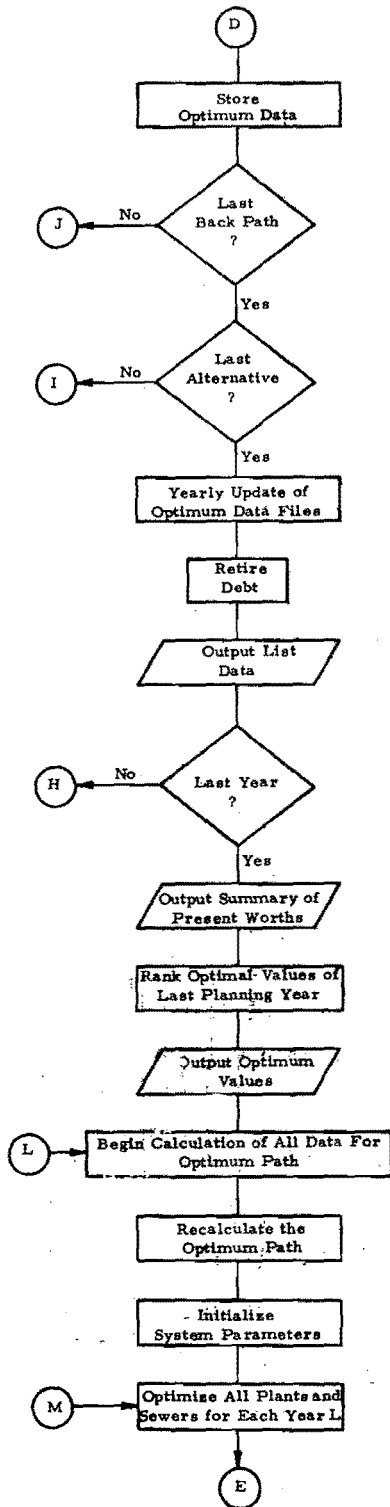 D
Store
Optimum Data
Last
Back Path
?
No
J
Yes
Last
Alternative
?
No
I
Yes
Yearly Update of
Optimum Data Files
Retire
Debt
Output List
Data
Last Year
?
No
H
Yes
Output Summary of
Present Worths
Rank Optimal Values of
Last Planning Year
Output Optimum
Values
L
Begin Calculation of All Data For
Optimum Path
Recalculate the
Optimum Path
Initialize
System Parameters
M
Optimize All Plants and
Sewers for Each Year L
E